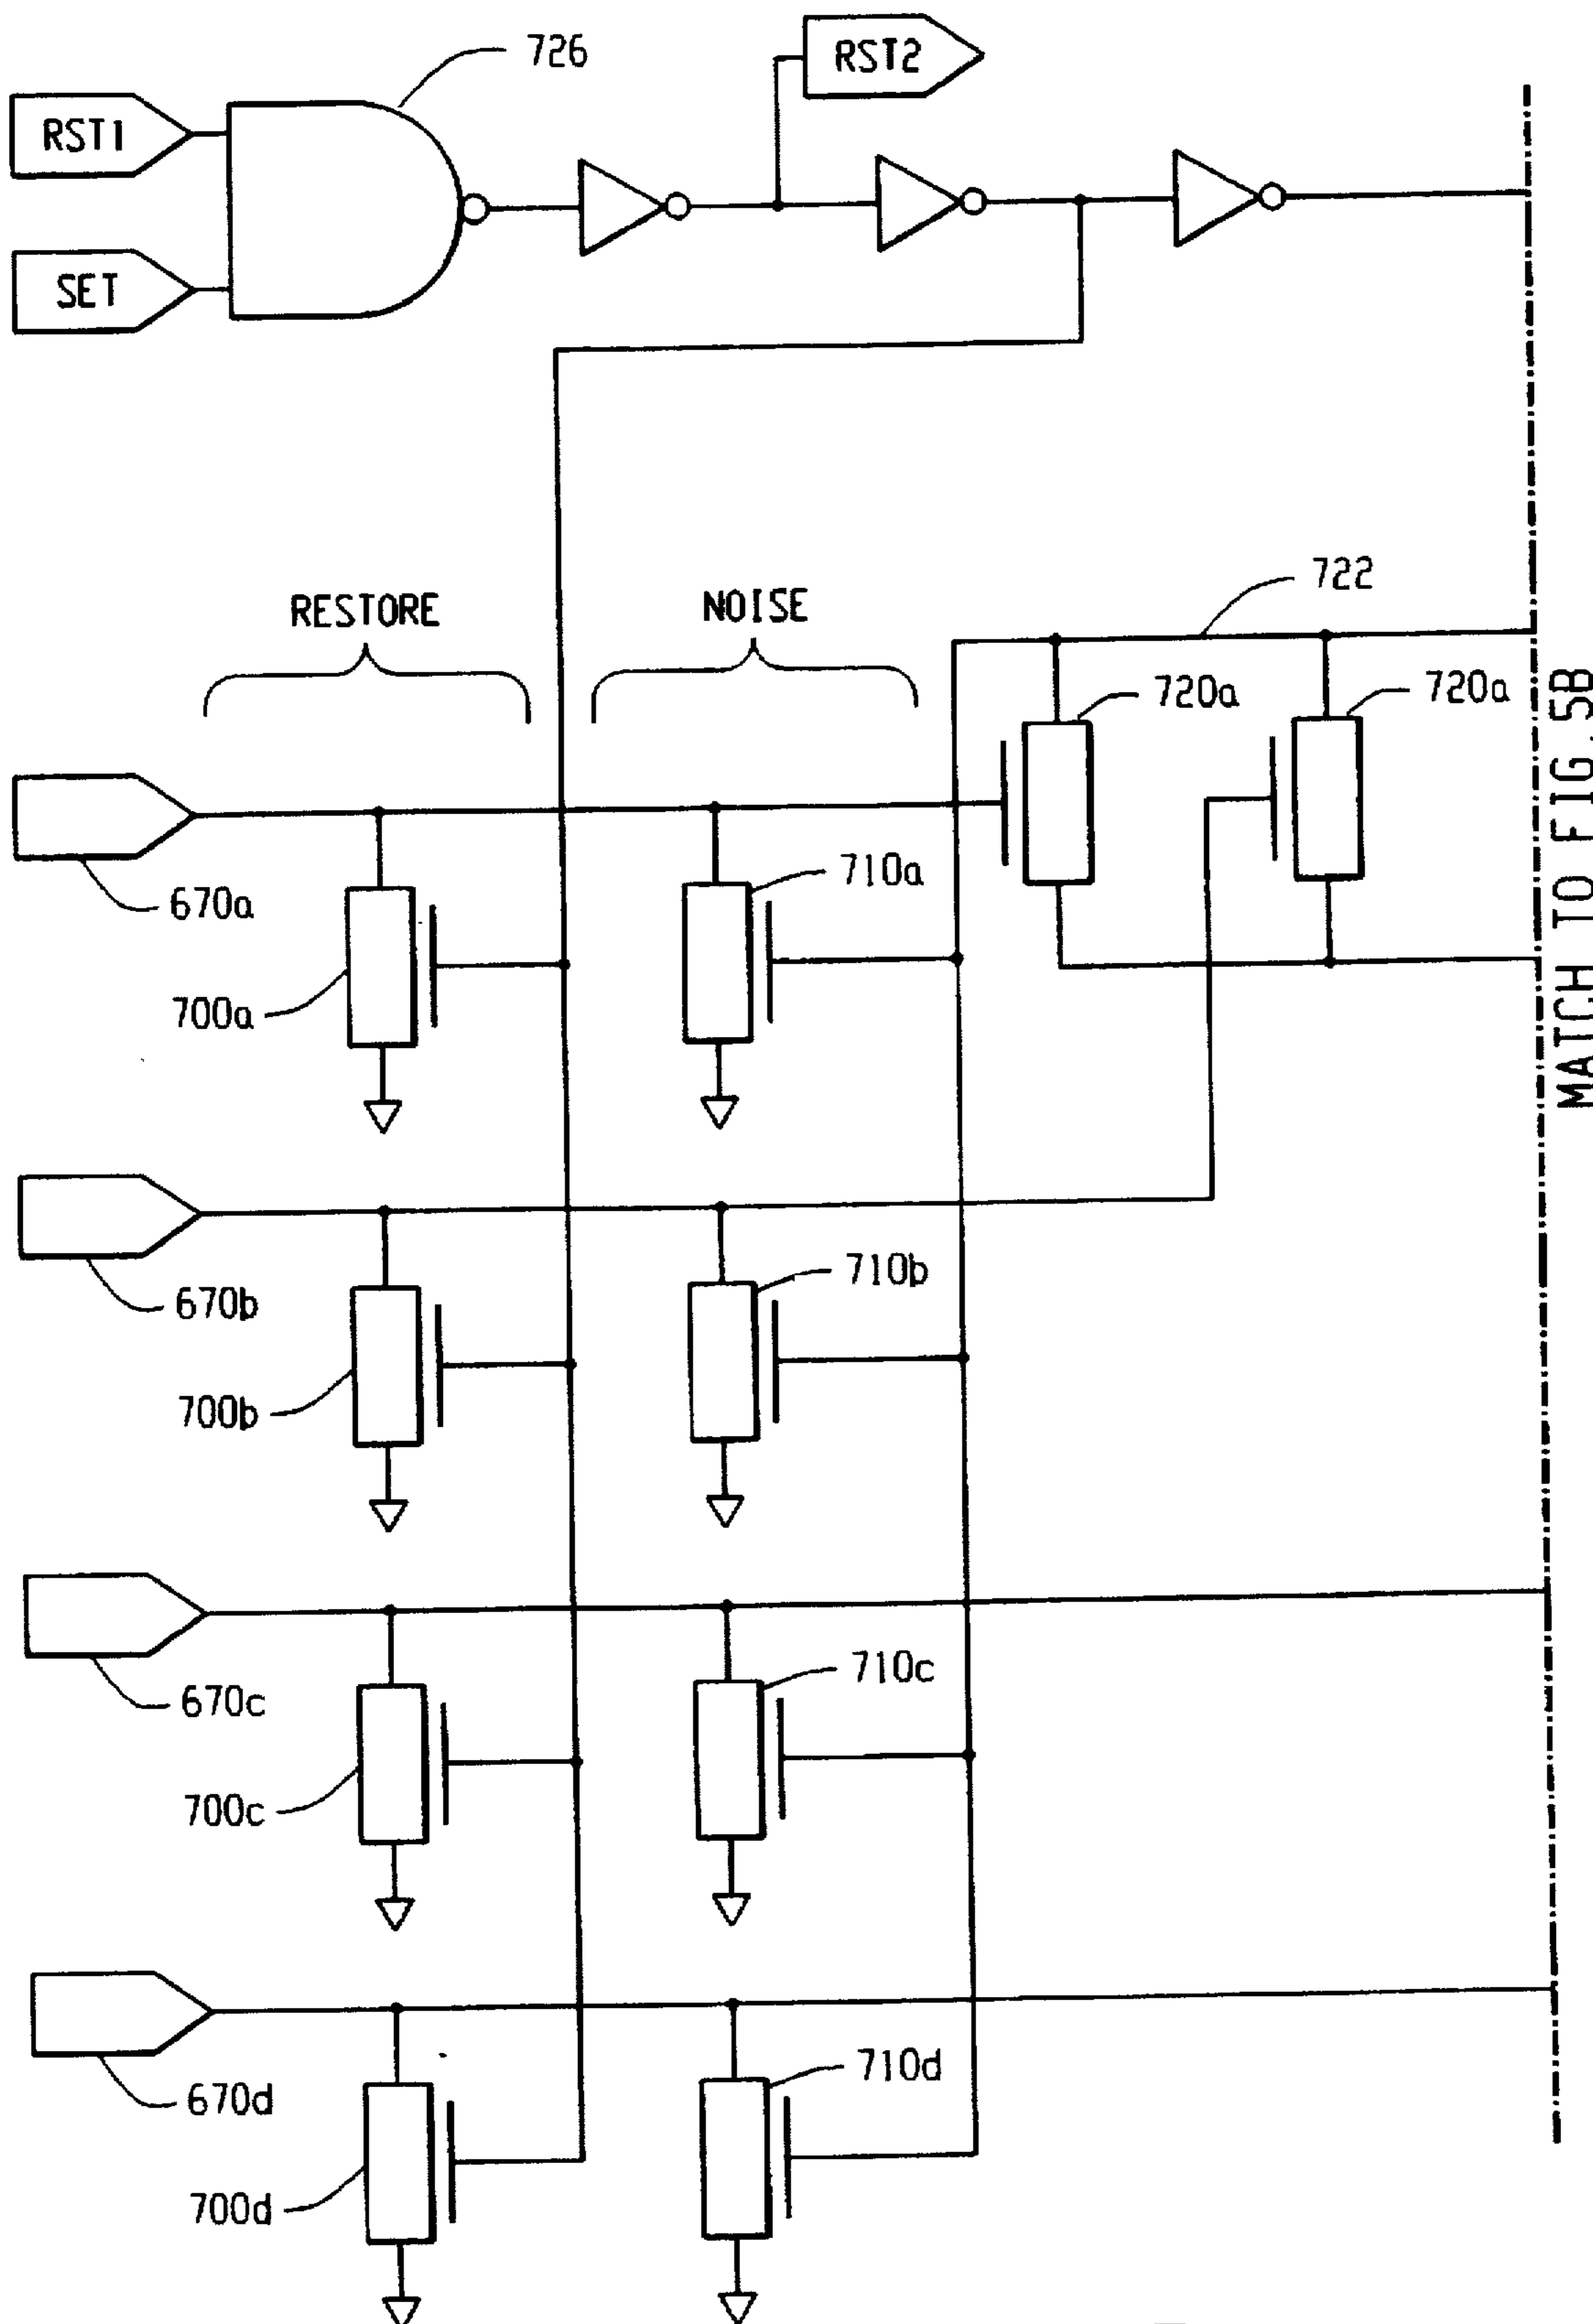 726
RST2
RST1
SET
722
RESTORE
NOISE
720a
720a
710a
670a
700a
MATCH TO FIG. 5B
710b
670b
700b
710c
670c
700c
710d
670d
700d